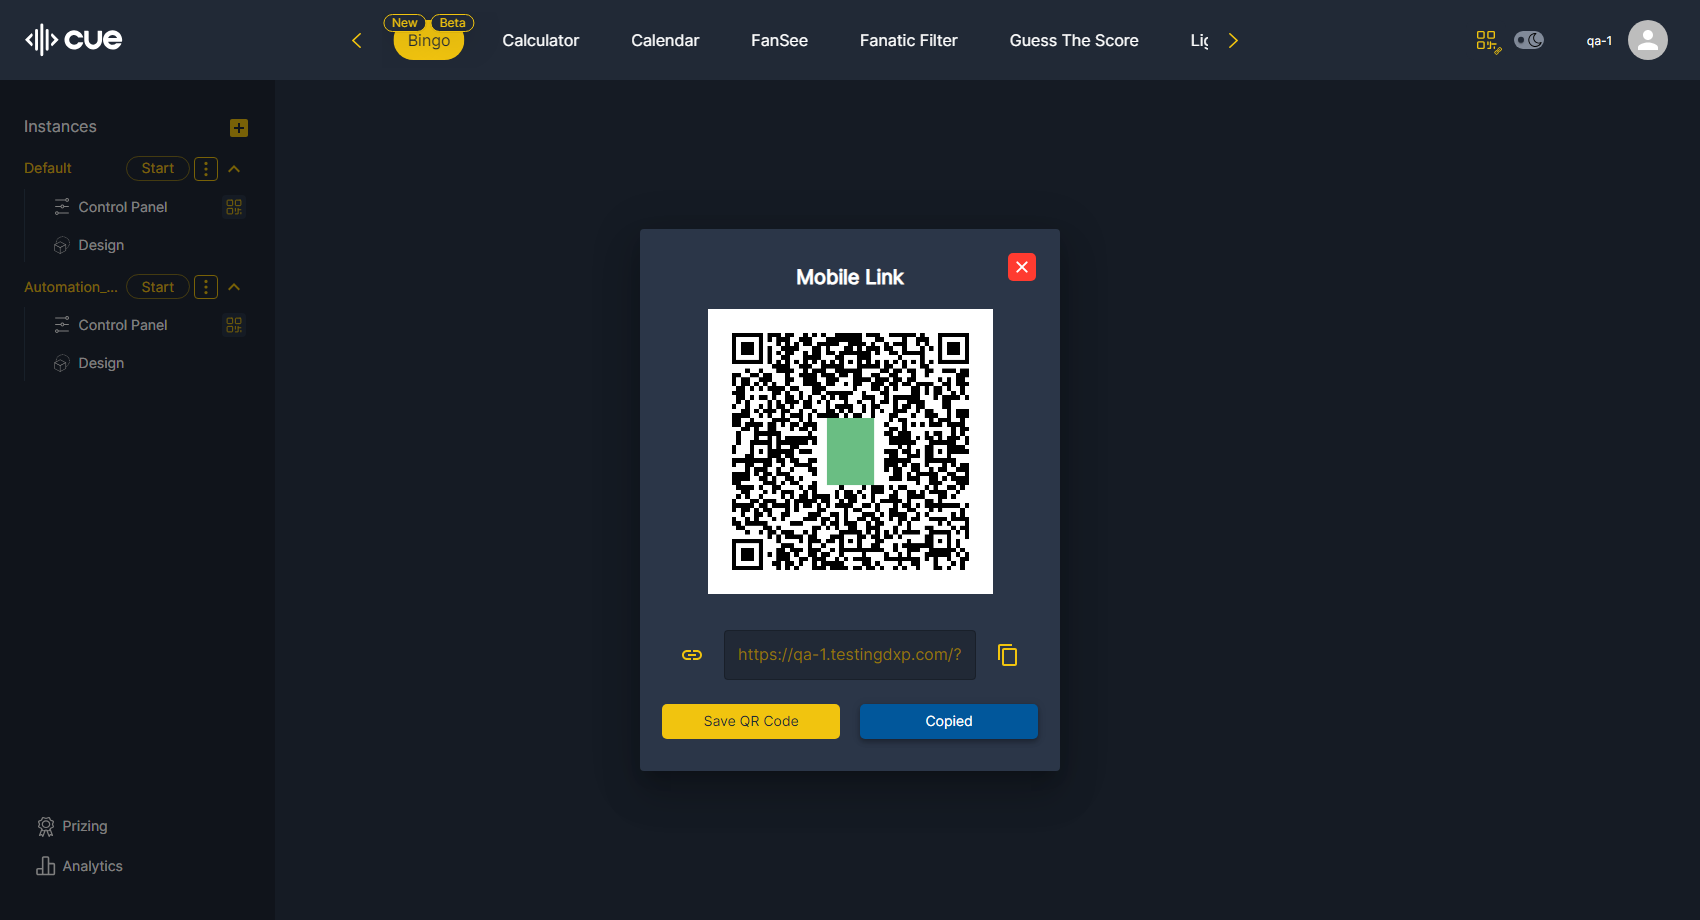 cue
New Beta
Bingo
Calculator
Calendar
FanSee
Fanatic Filter
Guess The Score
qa-1
Instances
Default
Start
Control Panel
Design
Automation_...
Start
Control Panel
Design
Prizing
Analytics
Mobile Link
https://qa-1.testingdxp.com/?
Save QR Code
Copied